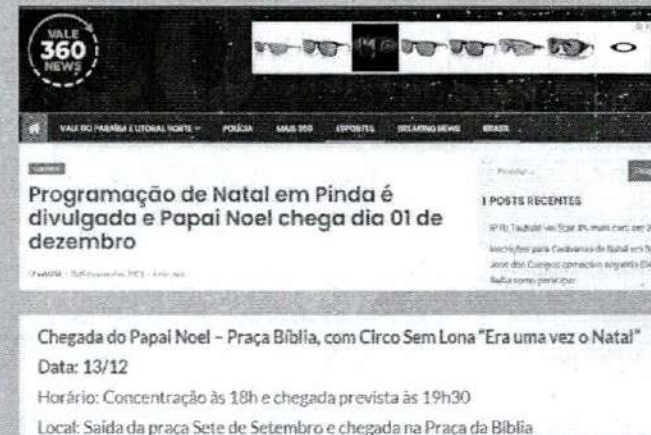 VALE
360
NEWS
VALE DO PARAÍBA E LITORAL NORTE
POLÍCIA
MAIS 360
ESPORTES
BREAKING NEWS
BRASIL
Programação de Natal em Pinda é
divulgada e Papai Noel chega dia 01 de
dezembro
POSTS RECENTES
Chegada do Papai Noel – Praça Bíblia, com Circo Sem Lona "Era uma vez o Natal"
Data: 13/12
Horário: Concentração às 18h e chegada prevista às 19h30
Local: Saída da praça Sete de Setembro e chegada na Praça da Bíblia